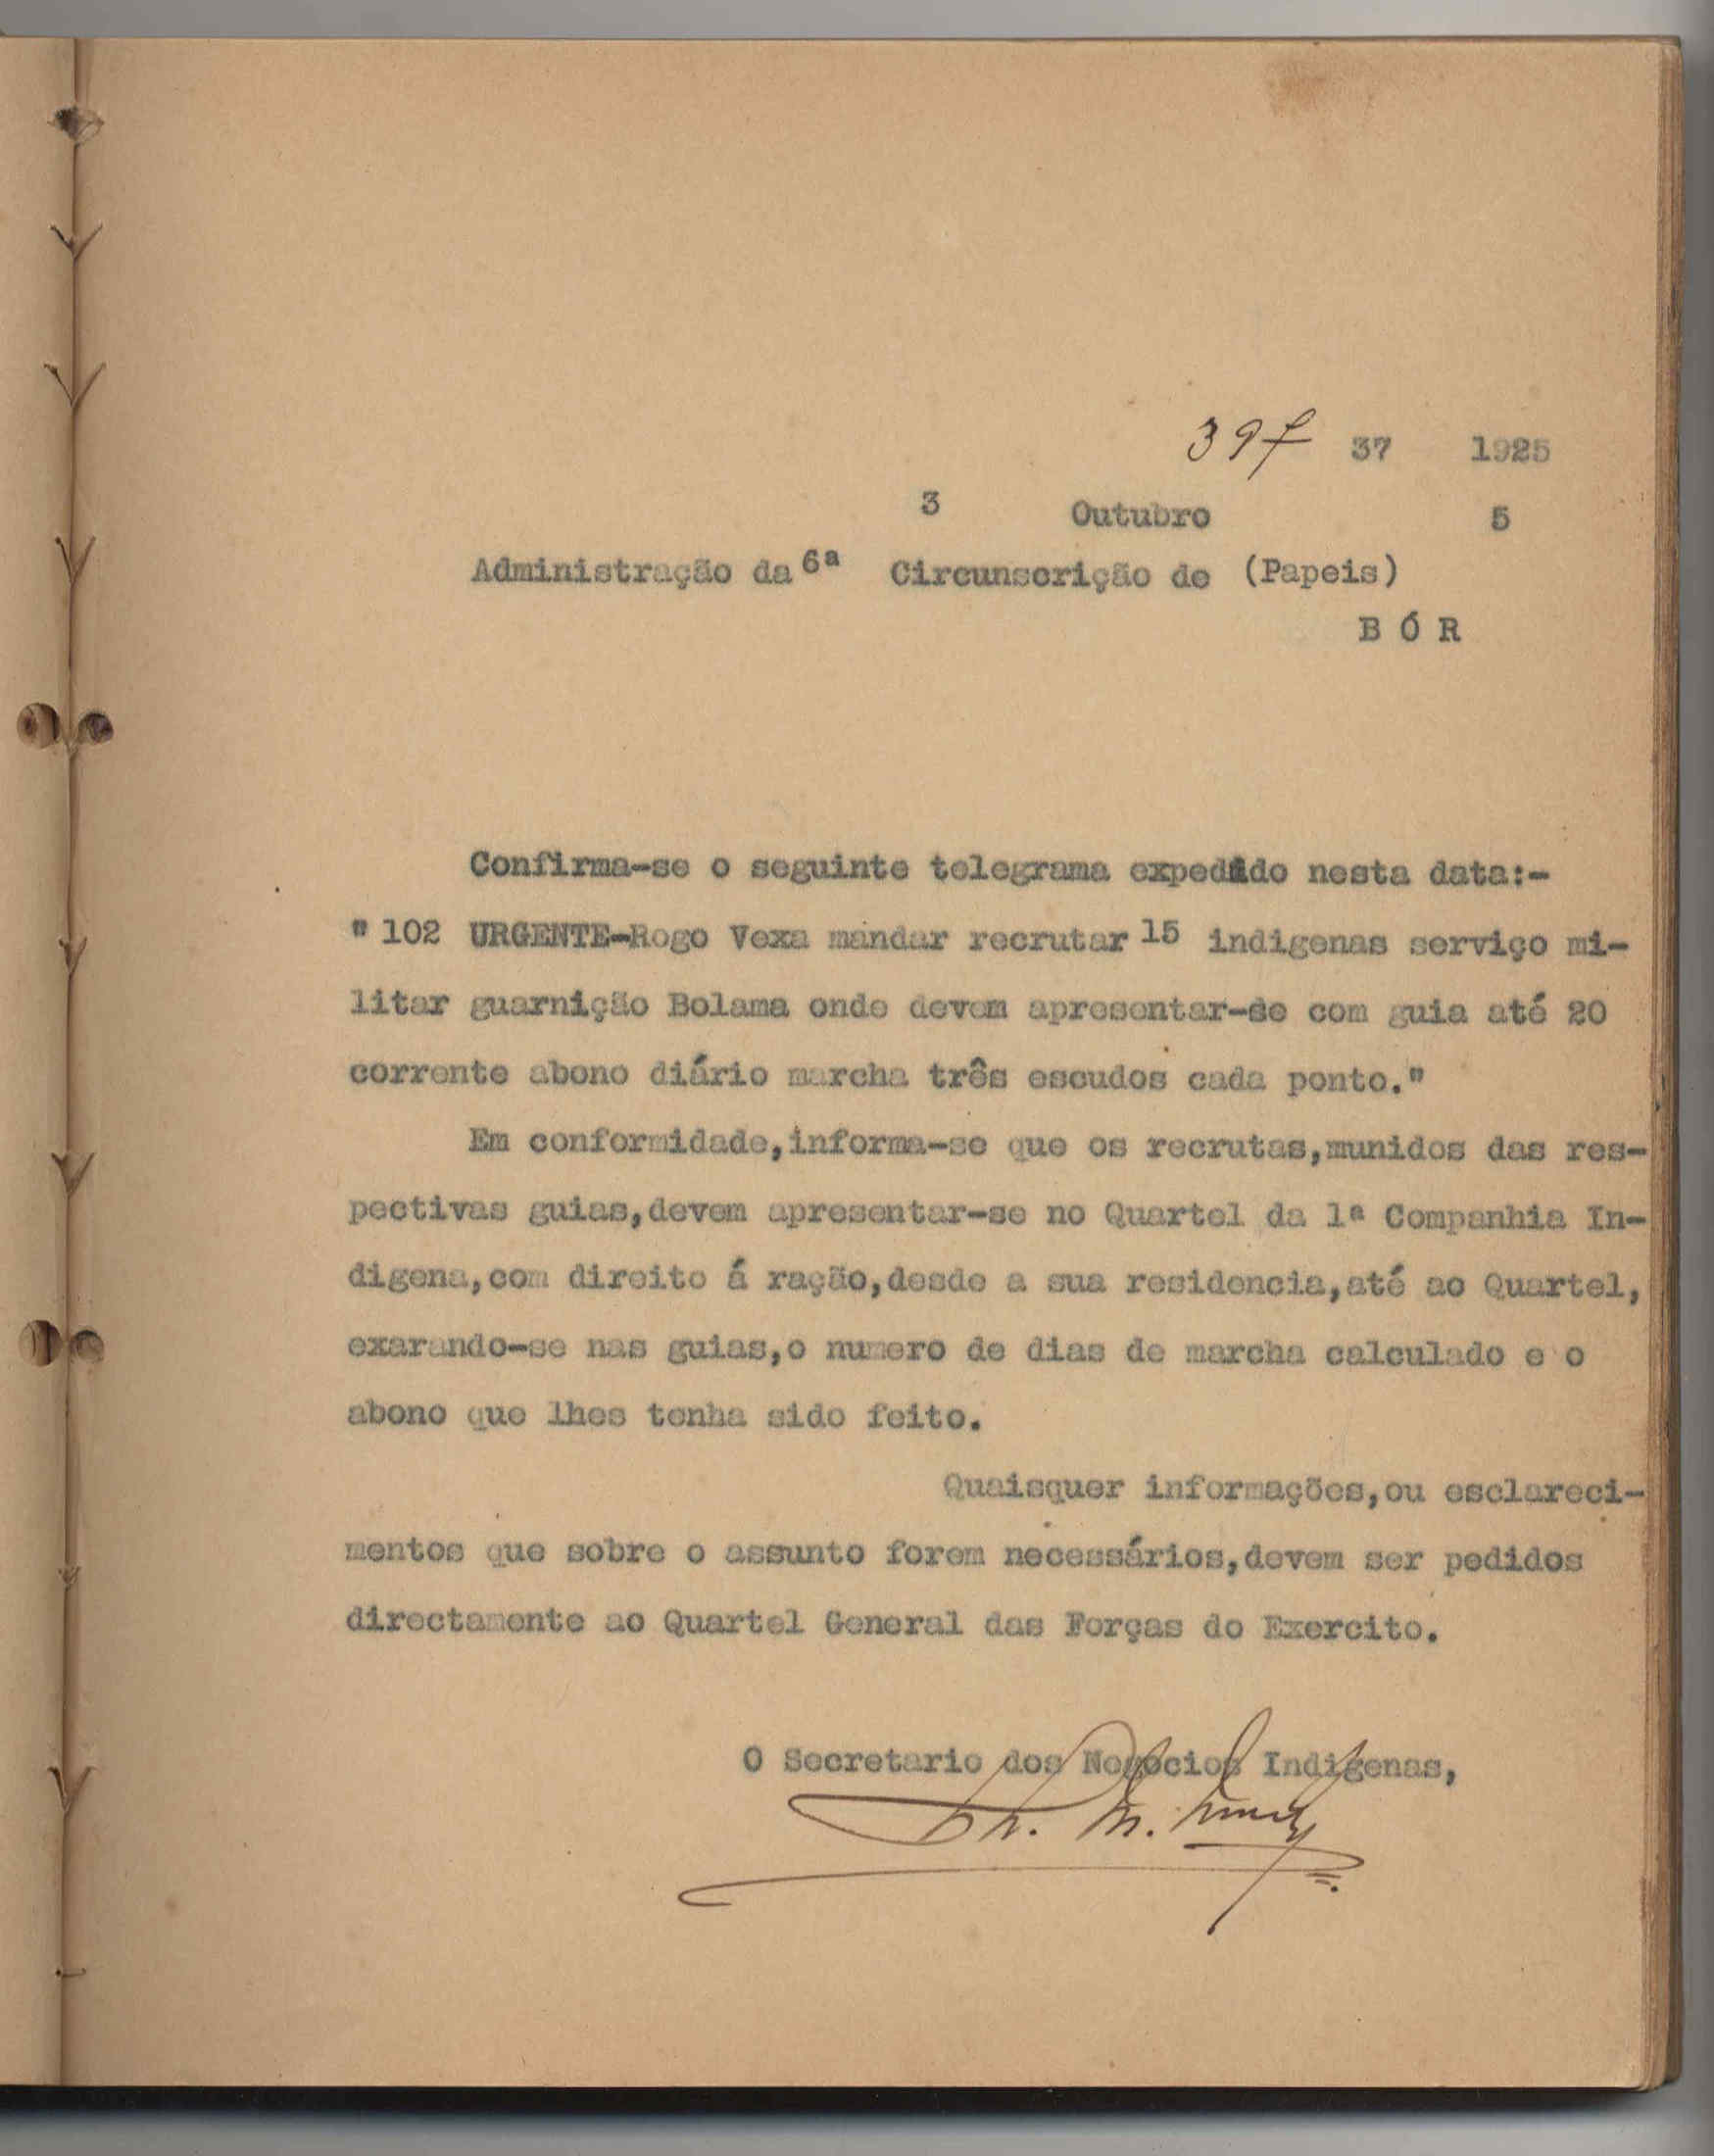 397 37 1925
3 Outubro 5
Administração da 6ª Circunscrição de (Papeis)
BÓR
Confirma-se o seguinte telegrama expedido nesta data:-
" 102 URGENTE-Rogo Vexa mandar recrutar 15 indigenas serviço mi-
litar guarnição Bolama onde devem apresentar-se com guia até 20
corrente abono diário marcha três escudos cada ponto."
Em conformidade,informa-se que os recrutas,munidos das res-
pectivas guias,devem apresentar-se no Quartel da 1ª Companhia In-
digena,com direito á ração,desde a sua residencia,até ao Quartel,
exarando-se nas guias,o numero de dias de marcha calculado e o
abono que lhes tenha sido feito.
Quaisquer informações,ou esclareci-
mentos que sobre o assunto forem necessários,devem ser pedidos
directamente ao Quartel General das Forças do Exercito.
O Secretario dos Negocios Indigenas,